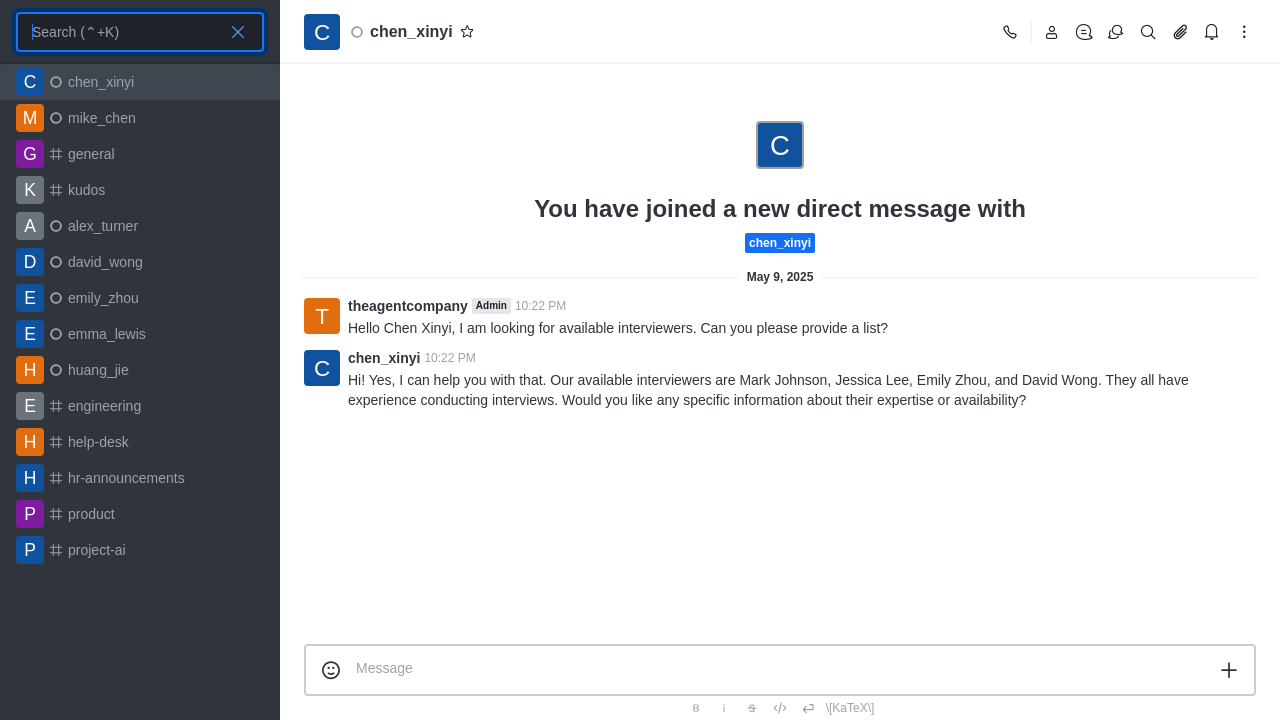 Search (⌃+K)
C chen_xinyi
M mike_chen
G general
K kudos
A alex_turner
D david_wong
E emily_zhou
E emma_lewis
H huang_jie
E engineering
H help-desk
H hr-announcements
P product
P project-ai
C chen_xinyi
C
You have joined a new direct message with
chen_xinyi
May 9, 2025
T theagentcompany Admin 10:22 PM
Hello Chen Xinyi, I am looking for available interviewers. Can you please provide a list?
C chen_xinyi 10:22 PM
Hi! Yes, I can help you with that. Our available interviewers are Mark Johnson, Jessica Lee, Emily Zhou, and David Wong. They all have
experience conducting interviews. Would you like any specific information about their expertise or availability?
Message
B i S </> \[KaTeX\]